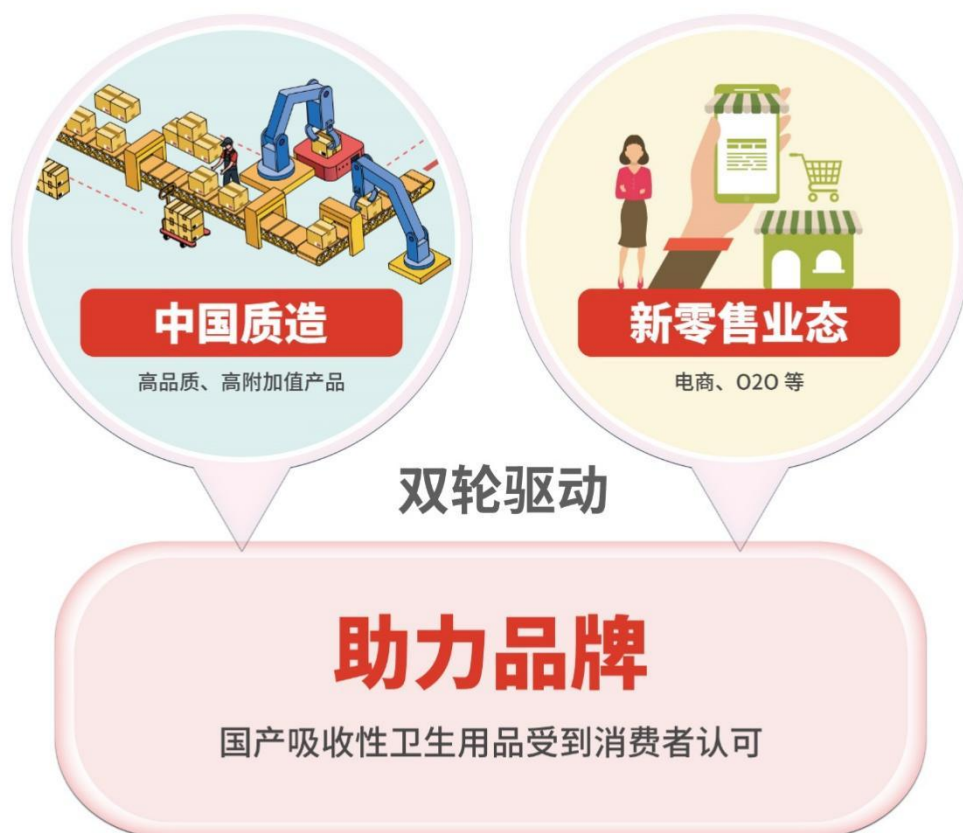 中国质造
高品质、高附加值产品
新零售业态
电商、O2O 等
双轮驱动
助力品牌
国产吸收性卫生用品受到消费者认可